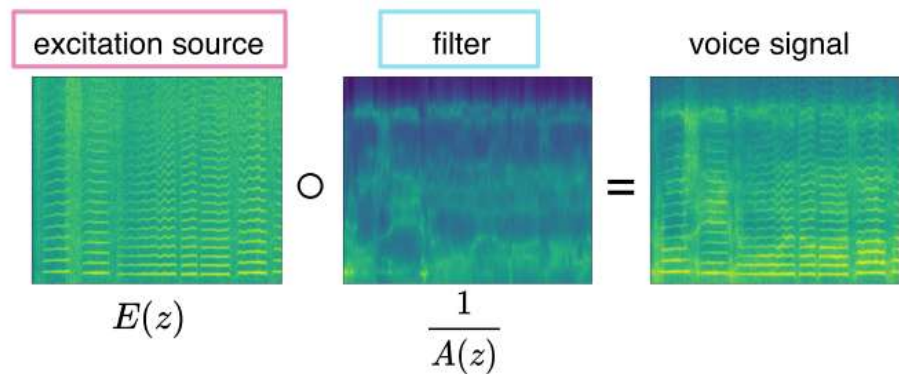 excitation source
filter
voice signal
○
=
E(z)
1
A(z)